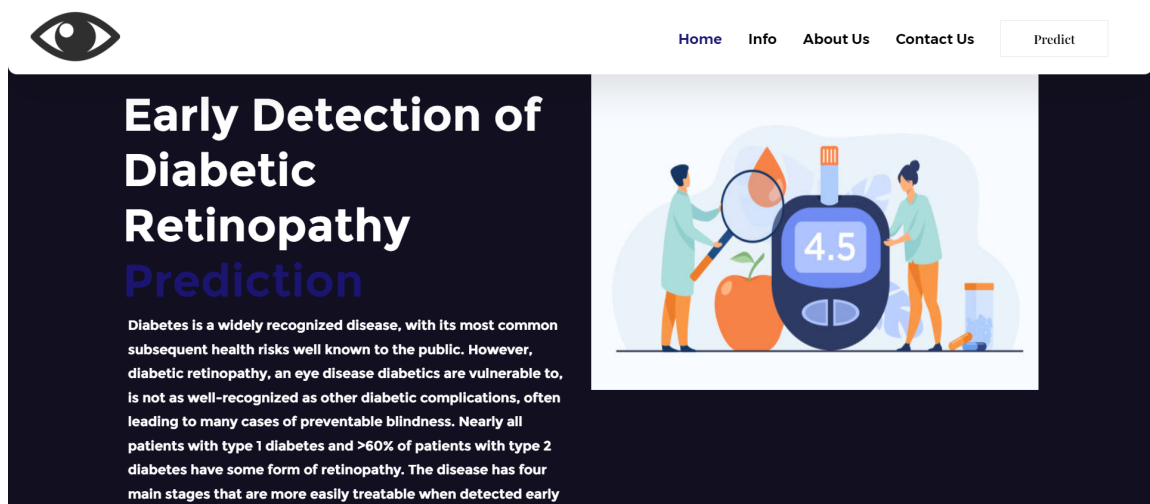 Home Info About Us Contact Us Predict
Early Detection of
Diabetic
Retinopathy
Prediction
4.5
Diabetes is a widely recognized disease, with its most common
subsequent health risks well known to the public. However,
diabetic retinopathy, an eye disease diabetics are vulnerable to,
is not as well-recognized as other diabetic complications, often
leading to many cases of preventable blindness. Nearly all
patients with type 1 diabetes and >60% of patients with type 2
diabetes have some form of retinopathy. The disease has four
main stages that are more easily treatable when detected early